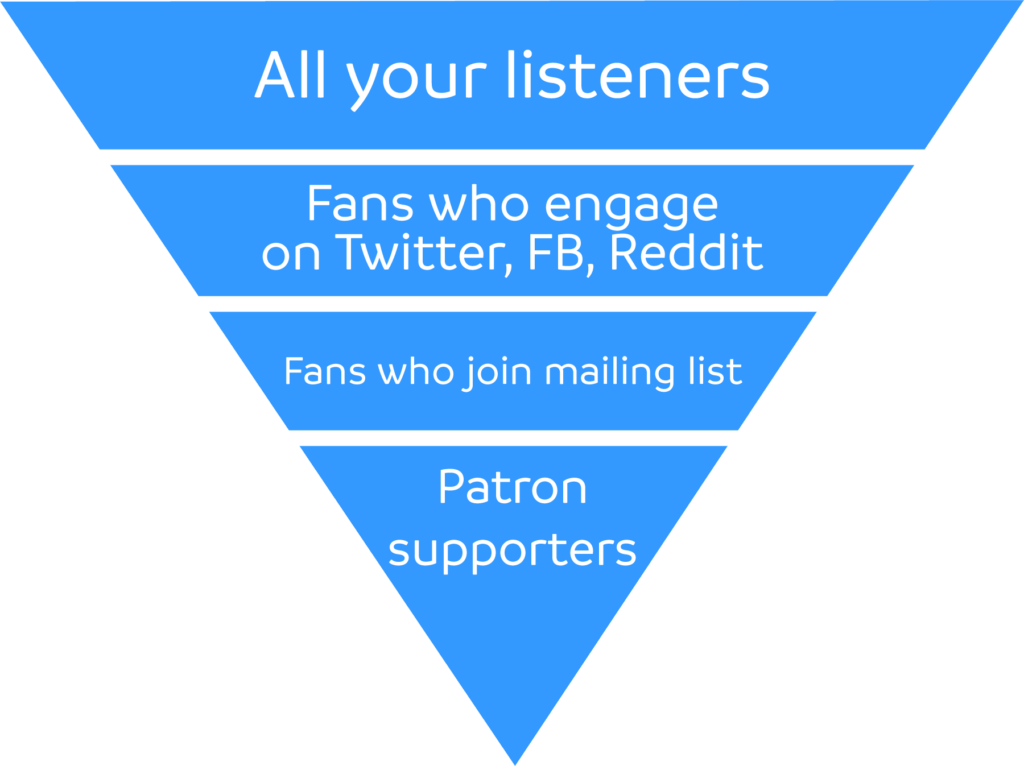 All your listeners
Fans who engage
on Twitter, FB, Reddit
Fans who join mailing list
Patron
supporters